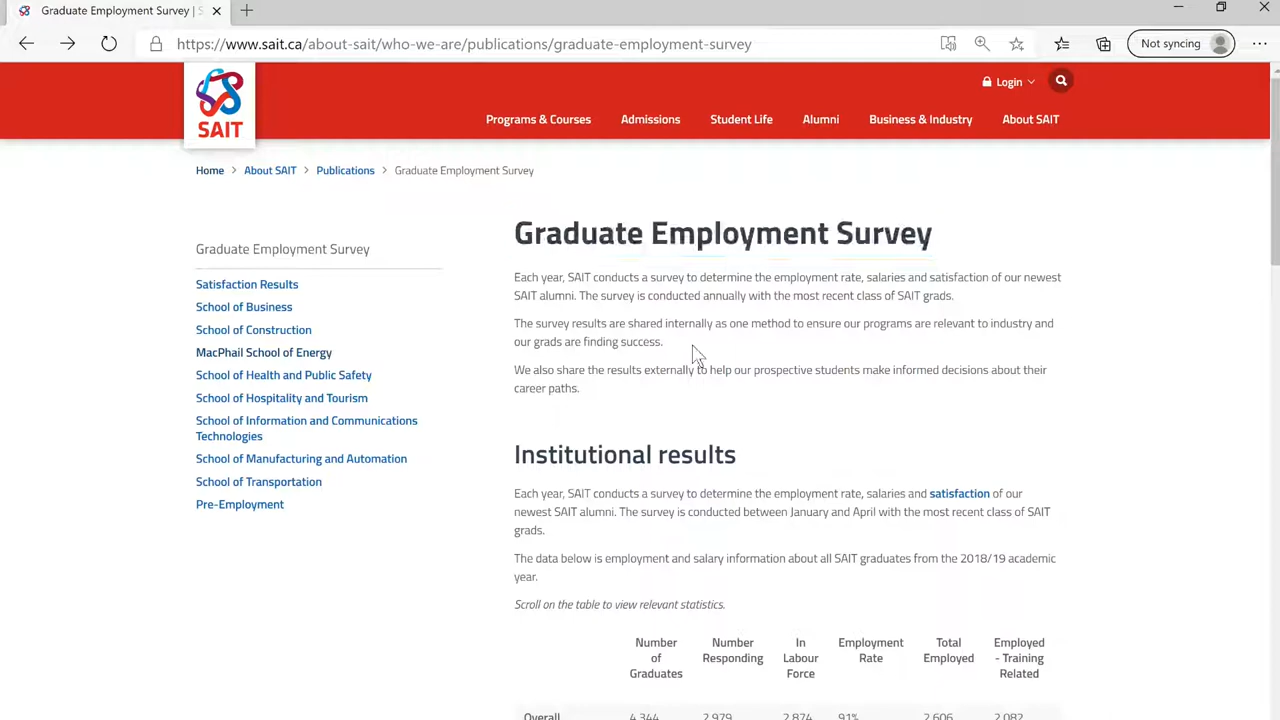 Graduate Employment Survey | S
https://www.sait.ca/about-sait/who-we-are/publications/graduate-employment-survey
Not syncing
SAIT
Login
Programs & Courses Admissions Student Life Alumni Business & Industry About SAIT
Home > About SAIT > Publications > Graduate Employment Survey
Graduate Employment Survey
Satisfaction Results
School of Business
School of Construction
MacPhail School of Energy
School of Health and Public Safety
School of Hospitality and Tourism
School of Information and Communications
Technologies
School of Manufacturing and Automation
School of Transportation
Pre-Employment
Graduate Employment Survey
Each year, SAIT conducts a survey to determine the employment rate, salaries and satisfaction of our newest
SAIT alumni. The survey is conducted annually with the most recent class of SAIT grads.
The survey results are shared internally as one method to ensure our programs are relevant to industry and
our grads are finding success.
We also share the results externally to help our prospective students make informed decisions about their
career paths.
Institutional results
Each year, SAIT conducts a survey to determine the employment rate, salaries and satisfaction of our
newest SAIT alumni. The survey is conducted between January and April with the most recent class of SAIT
grads.
The data below is employment and salary information about all SAIT graduates from the 2018/19 academic
year.
Scroll on the table to view relevant statistics.
Number Number In Employment Total Employed
of Responding Labour Rate Employed - Training
Graduates Force Related
Overall 4,344 2,979 2,874 91% 2,606 2,082